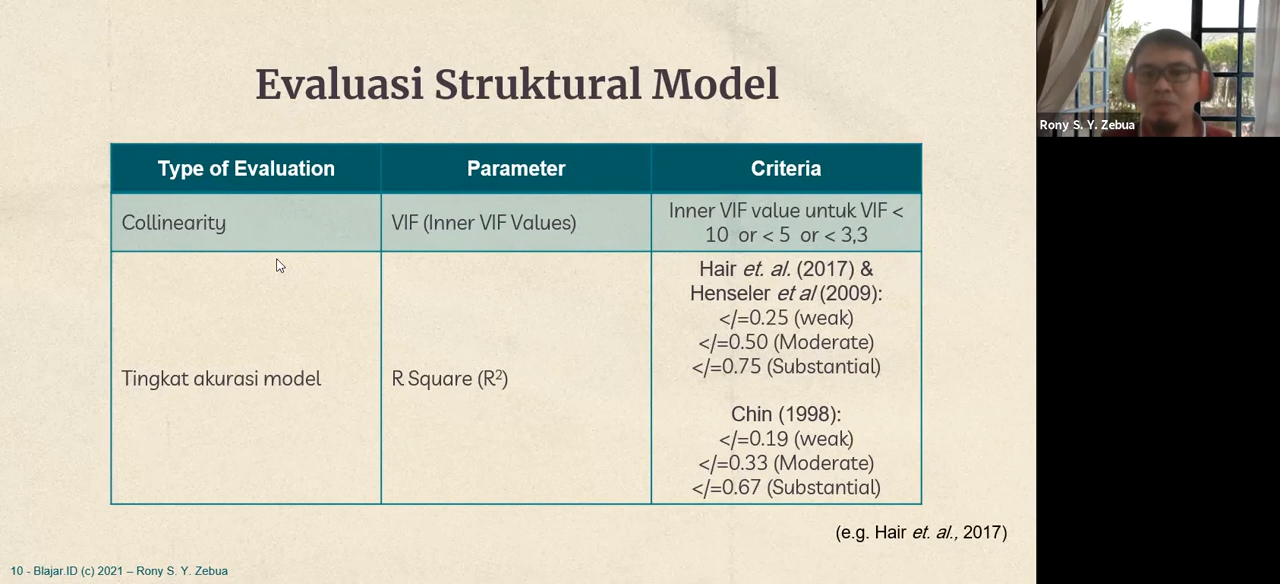 Evaluasi Struktural Model
Type of Evaluation
Parameter
Criteria
Collinearity
VIF (Inner VIF Values)
Inner VIF value untuk VIF <
10 or < 5 or < 3,3
Tingkat akurasi model
R Square (R²)
Hair et. al. (2017) &
Henseler et al (2009):
</=0.25 (weak)
</=0.50 (Moderate)
</=0.75 (Substantial)
Chin (1998):
</=0.19 (weak)
</=0.33 (Moderate)
</=0.67 (Substantial)
(e.g. Hair et. al., 2017)
10 - Blajar.ID (c) 2021 – Rony S. Y. Zebua
Rony S. Y. Zebua